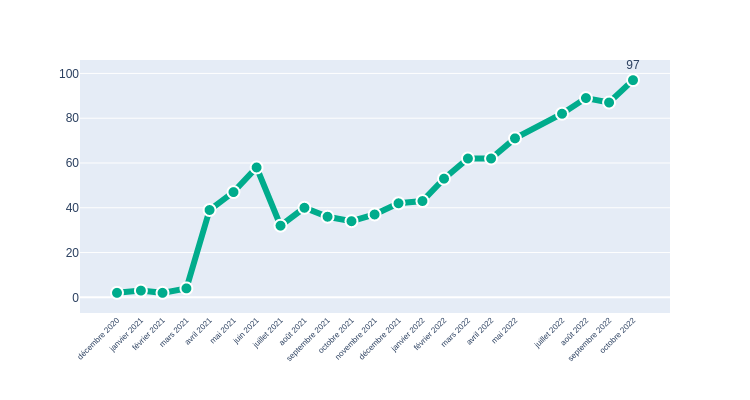 97
100
80
60
40
20
0
décembre 2020
janvier 2021
février 2021
mars 2021
avril 2021
mai 2021
juin 2021
juillet 2021
août 2021
septembre 2021
octobre 2021
novembre 2021
décembre 2021
janvier 2022
février 2022
mars 2022
avril 2022
mai 2022
juillet 2022
août 2022
septembre 2022
octobre 2022